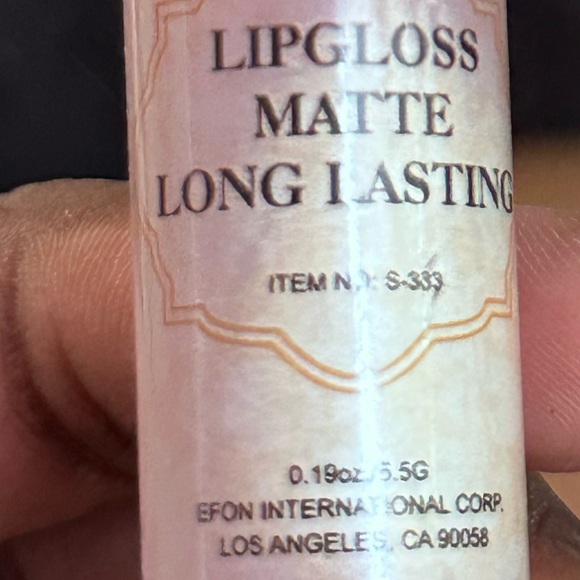 LIPGLOSS
MATTE
LONG LASTING
ITEM NO: S-333
0.19oz/5.5G
EFON INTERNATIONAL CORP.
LOS ANGELES, CA 90058